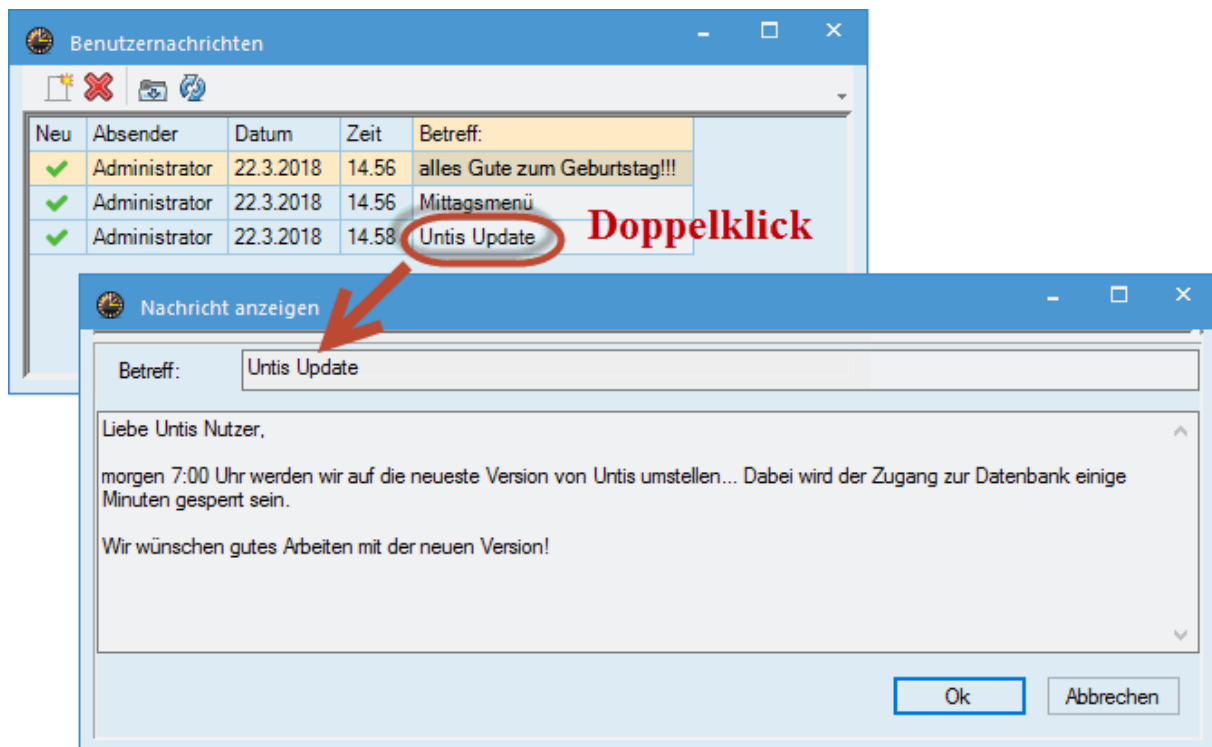 Benutzernachrichten
Neu Absender Datum Zeit Betreff:
Administrator 22.3.2018 14.56 alles Gute zum Geburtstag!!!
Administrator 22.3.2018 14.56 Mittagsmenü
Administrator 22.3.2018 14.58 Untis Update
Doppelklick
Nachricht anzeigen
Betreff: Untis Update
Liebe Untis Nutzer,
morgen 7:00 Uhr werden wir auf die neueste Version von Untis umstellen... Dabei wird der Zugang zur Datenbank einige
Minuten gesperrt sein.
Wir wünschen gutes Arbeiten mit der neuen Version!
Ok Abbrechen